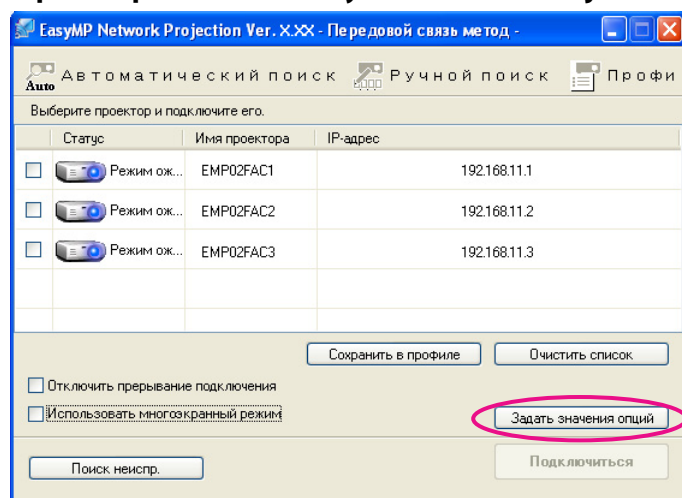 EasyMP Network Projection Ver. X.XX - Передовой связь метод -
Auto Автоматический поиск Ручной поиск Профи
Выберите проектор и подключите его.
Статус Имя проектора IP-адрес
Режим ож... EMP02FAC1 192.168.11.1
Режим ож... EMP02FAC2 192.168.11.2
Режим ож... EMP02FAC3 192.168.11.3
Сохранить в профиле Очистить список
Отключить прерывание подключения
Использовать многоэкранный режим
Задать значения опций
Поиск неиспр. Подключиться